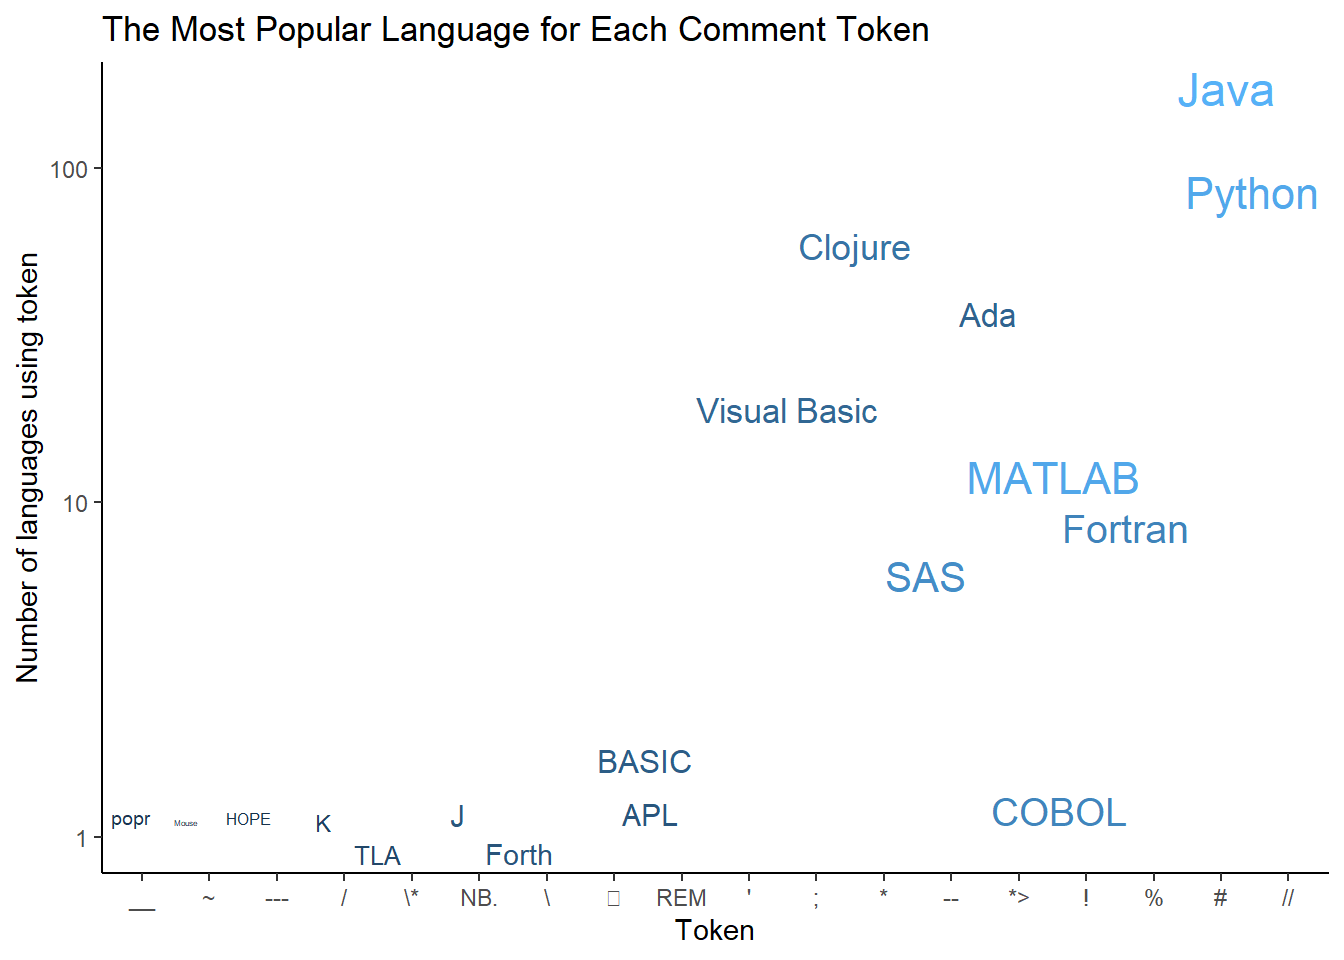 The Most Popular Language for Each Comment Token
Number of languages using token
100
10
1
Java
Python
Clojure
Ada
Visual Basic
MATLAB
Fortran
SAS
BASIC
COBOL
APL
J
K
HOPE
Mouse
popr
TLA
Forth
__ ~ --- / \* NB. \ REM ' ; * -- *> ! % # //
Token